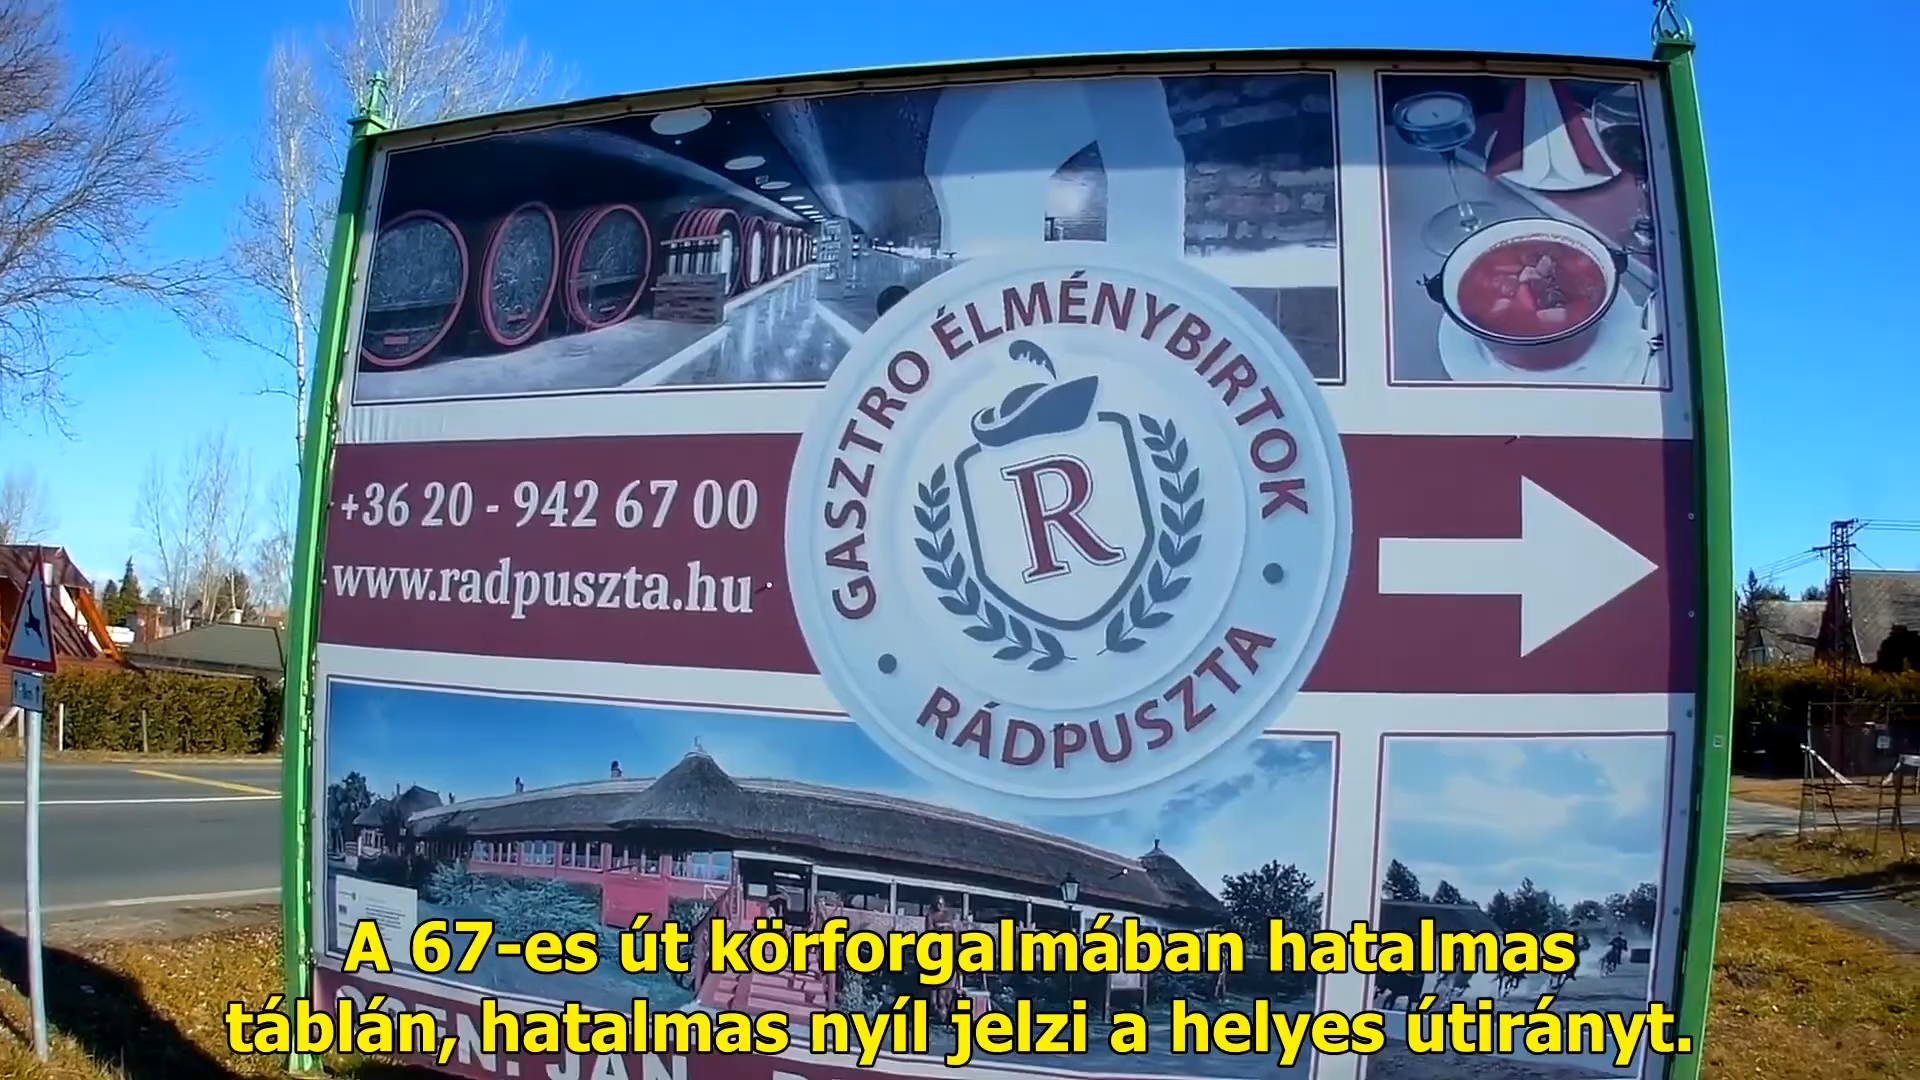 GASZTRO ÉLMÉNYBIRTOK
R
+36 20 - 942 67 00
www.radpuszta.hu
• RÁDPUSZTA •
A 67-es út körforgalmában hatalmas
táblán, hatalmas nyíl jelzi a helyes útirányt.